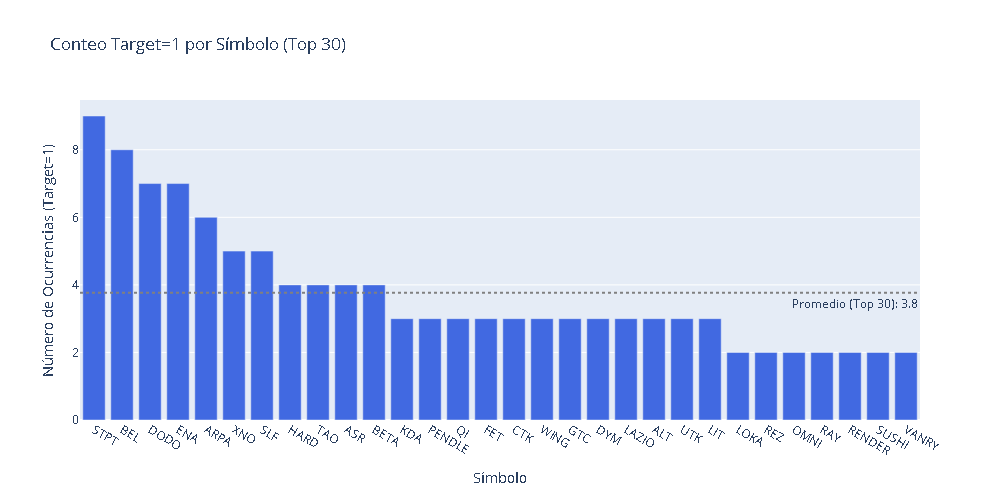 Conteo Target=1 por Símbolo (Top 30)
Número de Ocurrencias (Target=1)
8
6
4
2
0
Promedio (Top 30): 3.8
STPT
BEL
DODO
ENA
ARPA
XNO
SLF
HARD
TAO
ASR
BETA
KDA
PENDLE
QI
FET
CTK
WING
GTC
DYM
LAZIO
ALT
UTK
LIT
LOKA
REZ
OMNI
RAY
RENDER
SUSHI
VANRY
Símbolo